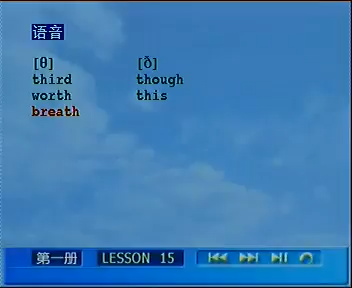 语音
[θ] [ð]
third though
worth this
breath
第一册 LESSON 15